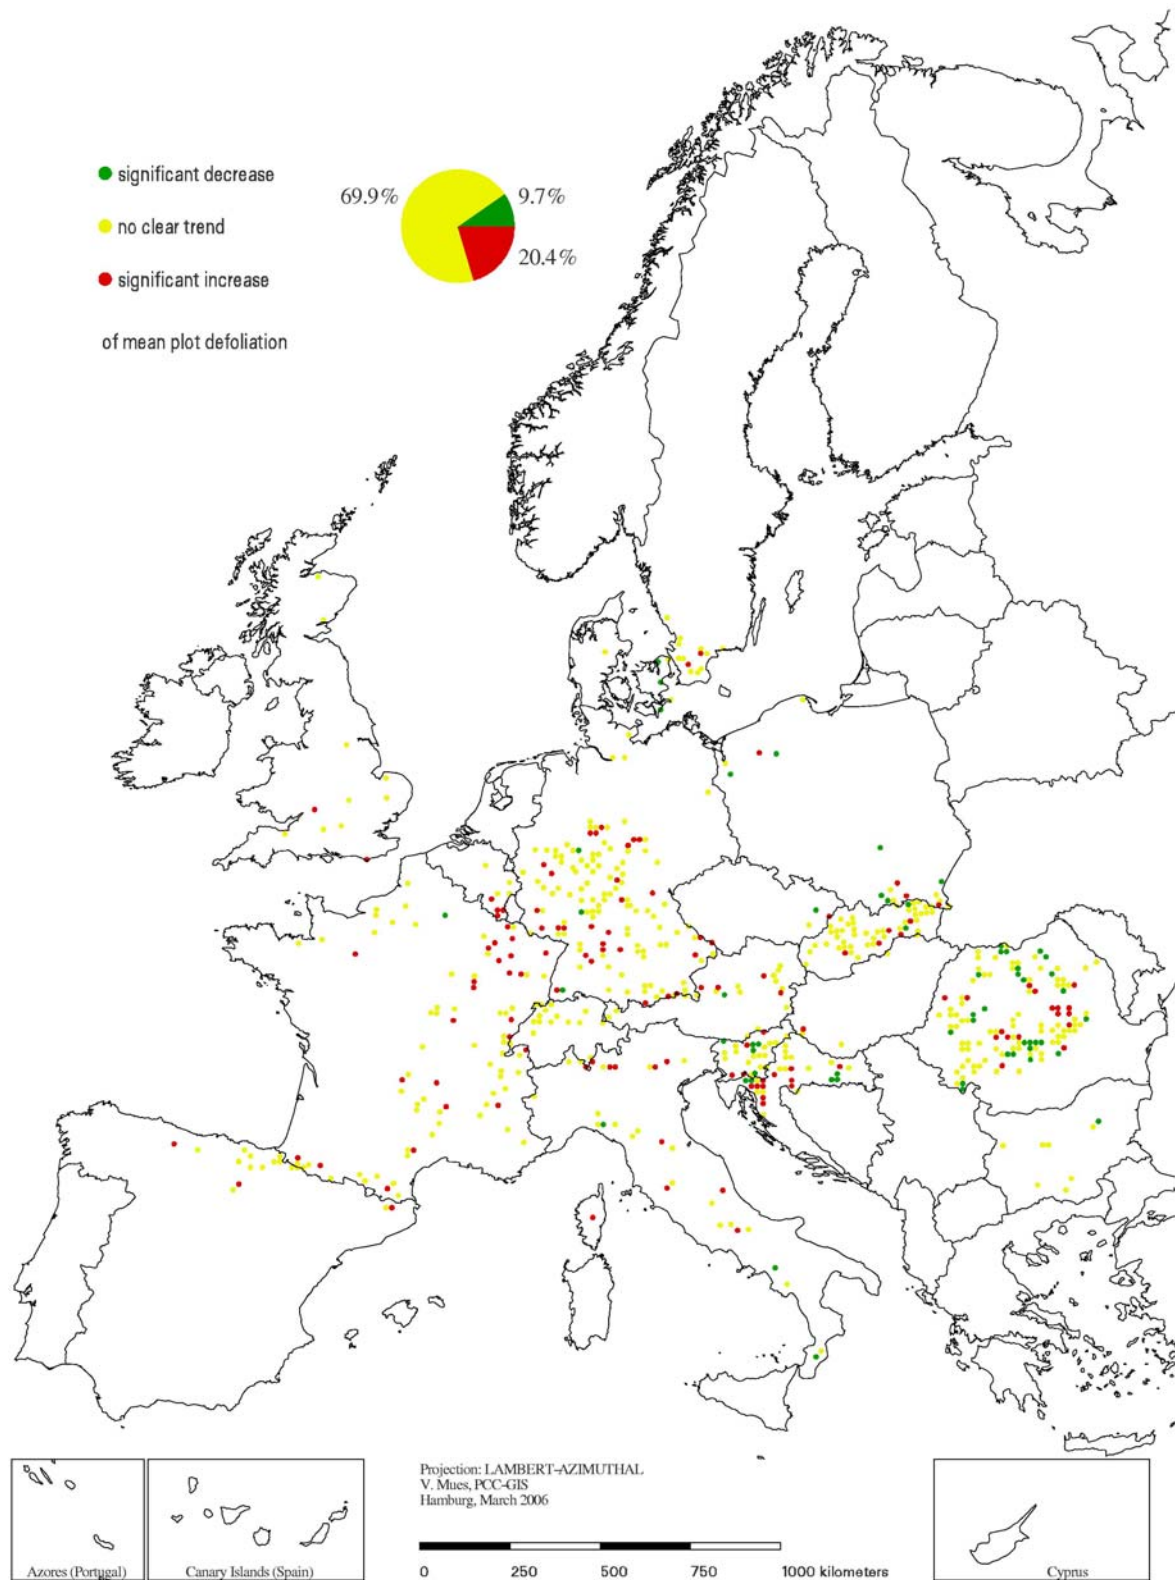 significant decrease
69.9%
9.7%
no clear trend
20.4%
significant increase
of mean plot defoliation
Projection: LAMBERT-AZIMUTHAL
V. Mues, PCC-GIS
Hamburg, March 2006
Azores (Portugal)
Canary Islands (Spain)
0 250 500 750 1000 kilometers
Cyprus